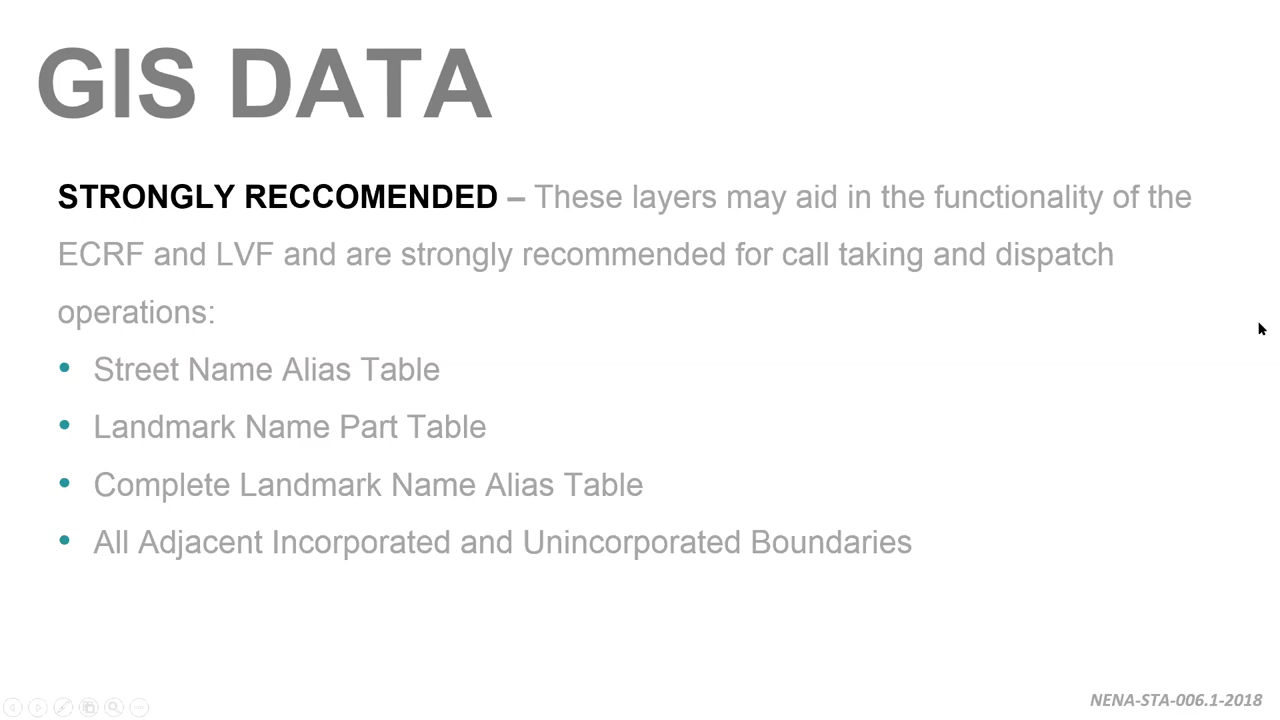 GIS DATA
STRONGLY RECCOMENDED – These layers may aid in the functionality of the
ECRF and LVF and are strongly recommended for call taking and dispatch
operations:
• Street Name Alias Table
• Landmark Name Part Table
• Complete Landmark Name Alias Table
• All Adjacent Incorporated and Unincorporated Boundaries
NENA-STA-006.1-2018